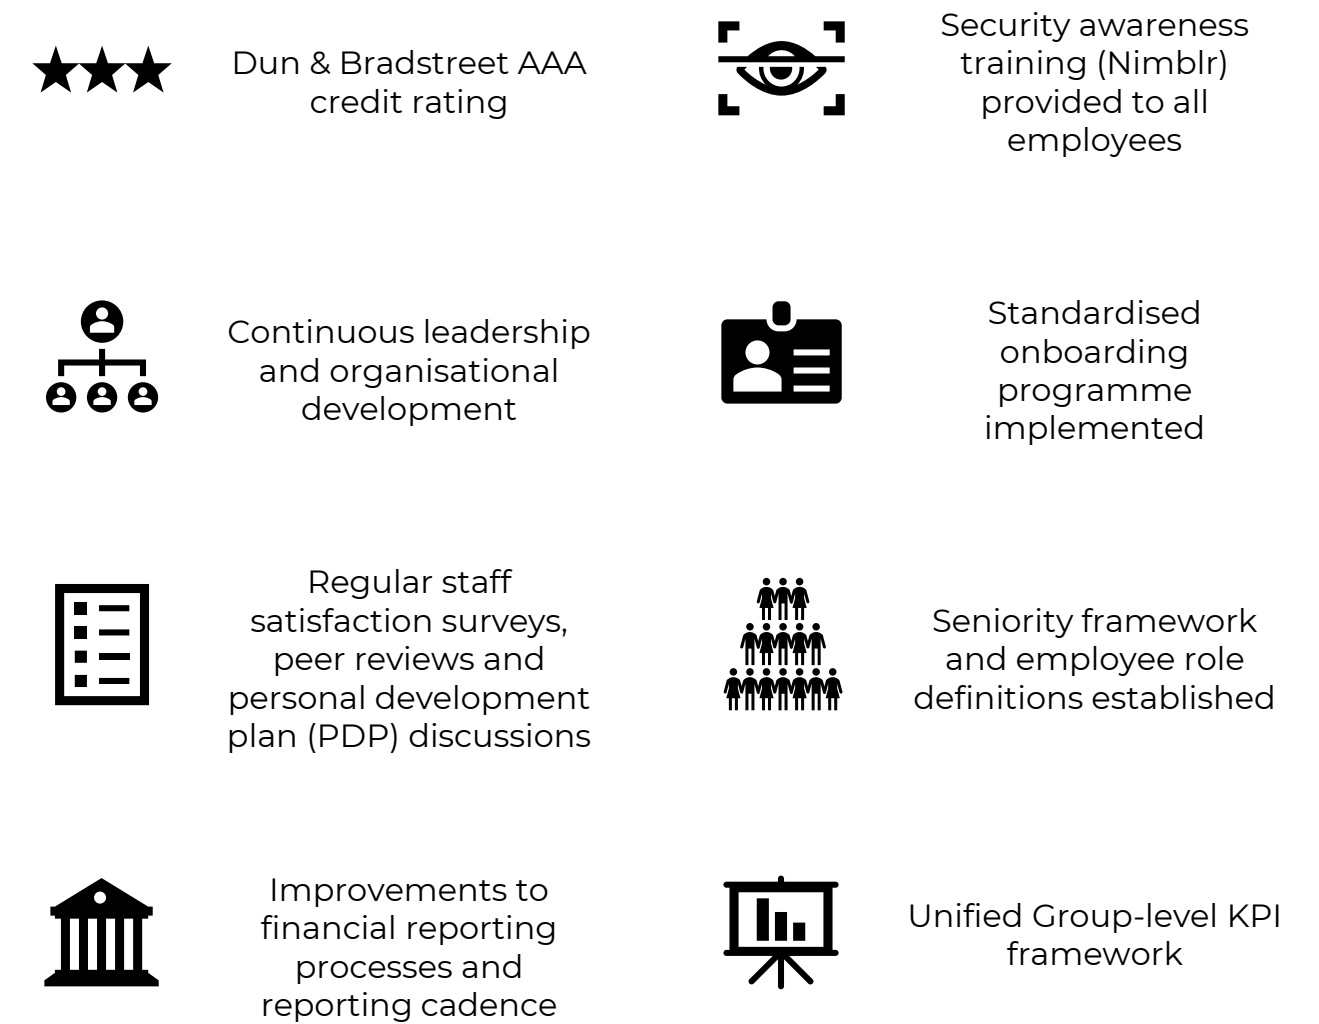 Dun & Bradstreet AAA
credit rating
Security awareness
training (Nimblr)
provided to all
employees
Continuous leadership
and organisational
development
Standardised
onboarding
programme
implemented
Regular staff
satisfaction surveys,
peer reviews and
personal development
plan (PDP) discussions
Seniority framework
and employee role
definitions established
Improvements to
financial reporting
processes and
reporting cadence
Unified Group-level KPI
framework